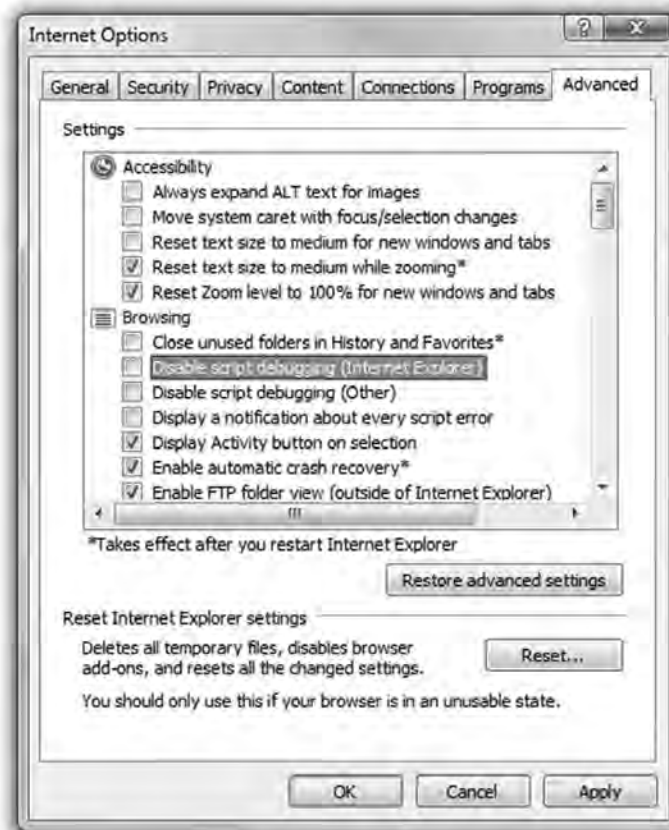 Internet Options
General Security Privacy Content Connections Programs Advanced
Settings
Accessibility
Always expand ALT text for images
Move system caret with focus/selection changes
Reset text size to medium for new windows and tabs
Reset text size to medium while zooming*
Reset Zoom level to 100% for new windows and tabs
Browsing
Close unused folders in History and Favorites*
Disable script debugging (Internet Explorer)
Disable script debugging (Other)
Display a notification about every script error
Display Activity button on selection
Enable automatic crash recovery*
Enable FTP folder view (outside of Internet Explorer)
*Takes effect after you restart Internet Explorer
Restore advanced settings
Reset Internet Explorer settings
Deletes all temporary files, disables browser
add-ons, and resets all the changed settings.
Reset...
You should only use this if your browser is in an unusable state.
OK Cancel Apply